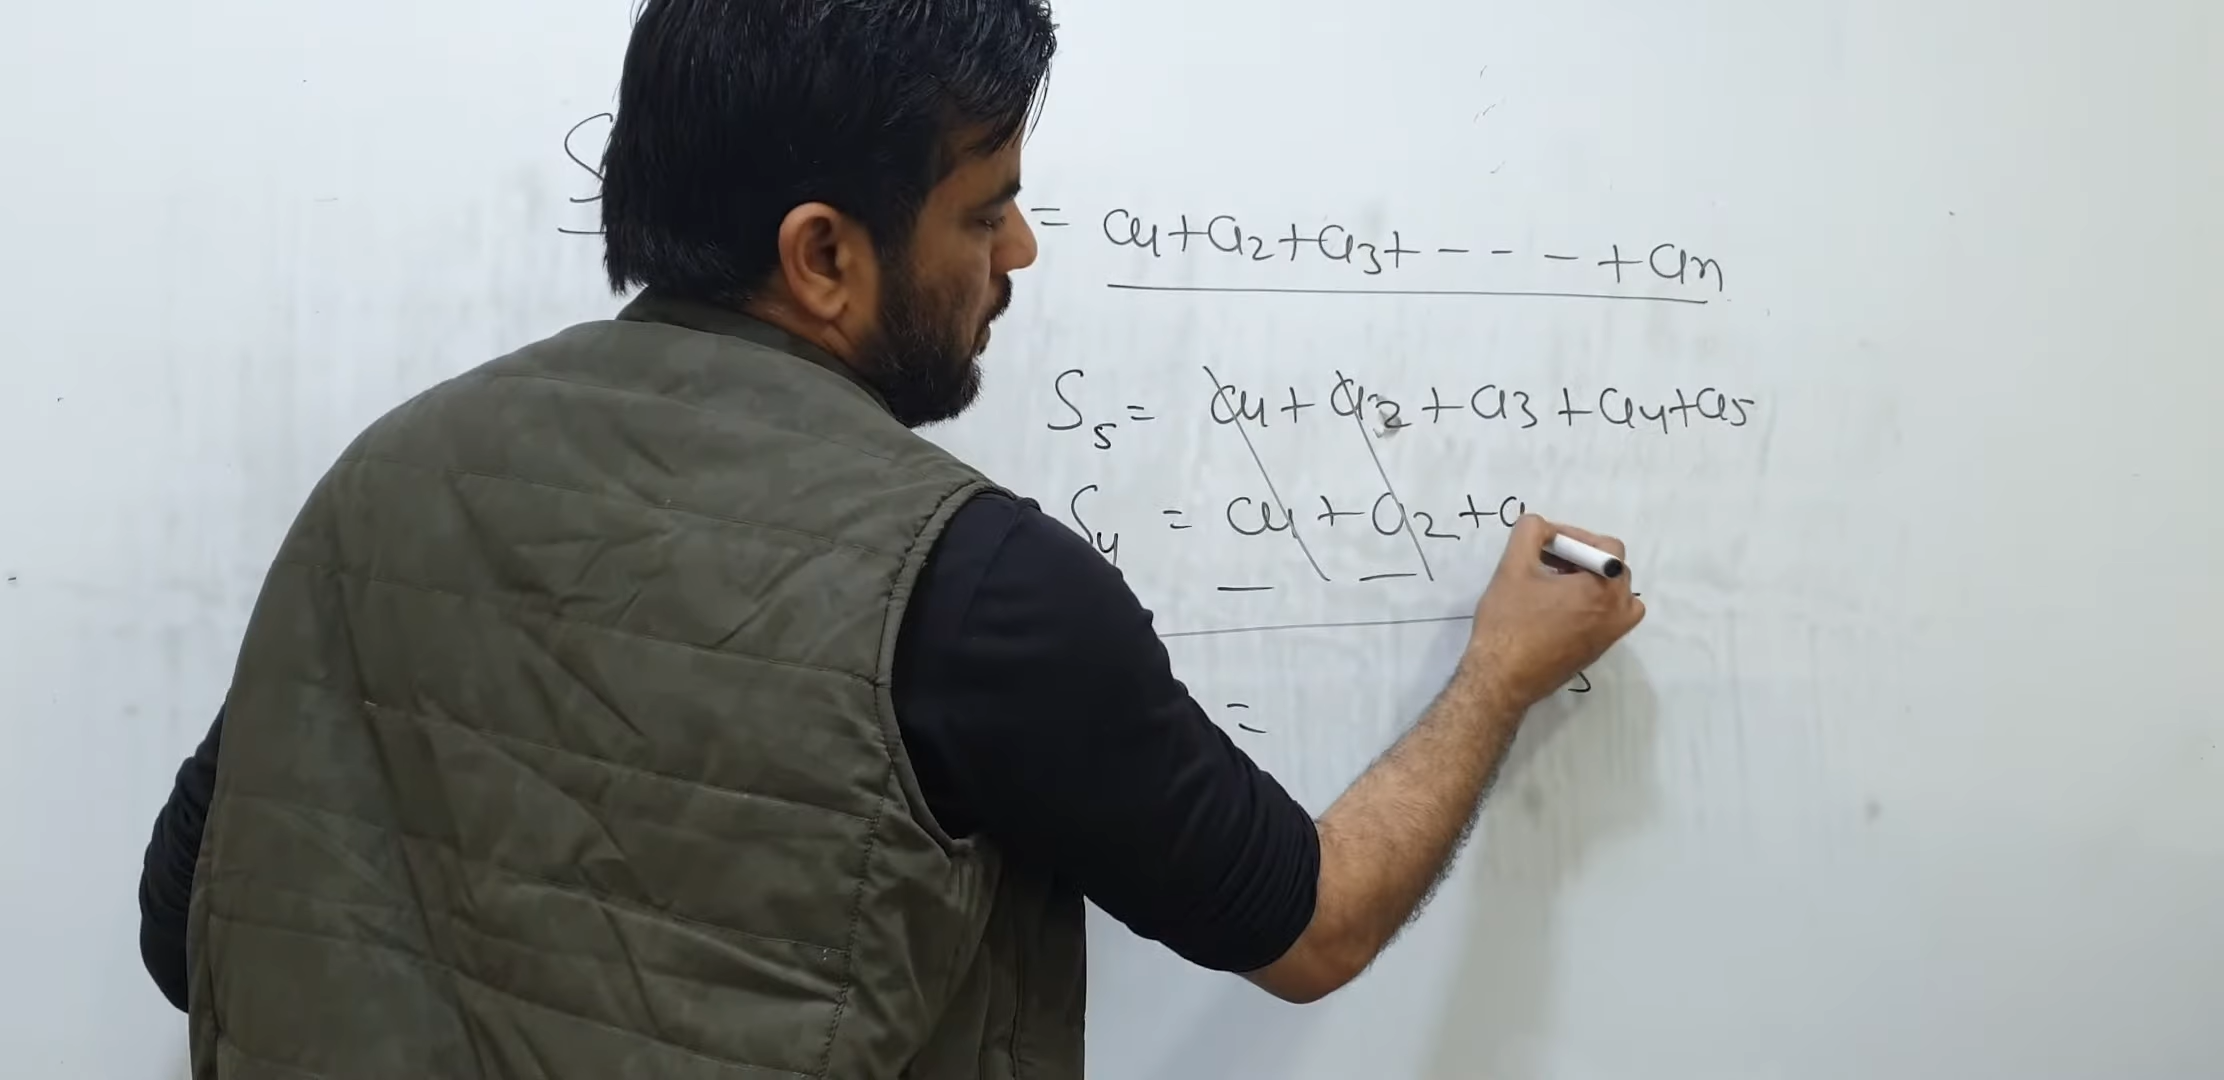 S = a1+a2+a3+ - - - +an
S5 = a1 + a2 + a3 + a4+a5
S4 = a1 + a2 +a
— —
=